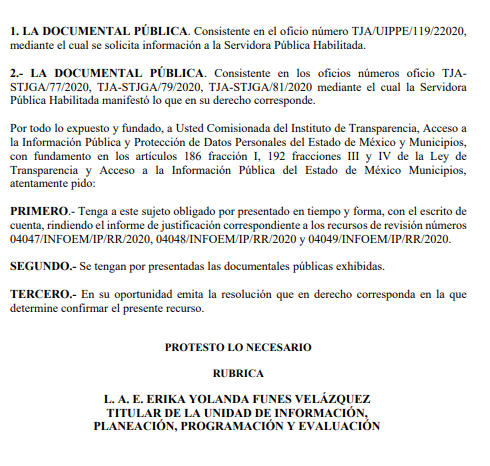 1. LA DOCUMENTAL PÚBLICA. Consistente en el oficio número TJA/UIPPE/119/22020,
mediante el cual se solicita información a la Servidora Pública Habilitada.
2.- LA DOCUMENTAL PÚBLICA. Consistente en los oficios números oficio TJA-
STJGA/77/2020, TJA-STJGA/79/2020, TJA-STJGA/81/2020 mediante el cual la Servidora
Pública Habilitada manifestó lo que en su derecho corresponde.
Por todo lo expuesto y fundado, a Usted Comisionada del Instituto de Transparencia, Acceso a
la Información Pública y Protección de Datos Personales del Estado de México y Municipios,
con fundamento en los artículos 186 fracción I, 192 fracciones III y IV de la Ley de
Transparencia y Acceso a la Información Pública del Estado de México Municipios,
atentamente pido:
PRIMERO.- Tenga a este sujeto obligado por presentado en tiempo y forma, con el escrito de
cuenta, rindiendo el informe de justificación correspondiente a los recursos de revisión números
04047/INFOEM/IP/RR/2020, 04048/INFOEM/IP/RR/2020 y 04049/INFOEM/IP/RR/2020.
SEGUNDO.- Se tengan por presentadas las documentales públicas exhibidas.
TERCERO.- En su oportunidad emita la resolución que en derecho corresponda en la que
determine confirmar el presente recurso.
PROTESTO LO NECESARIO
RUBRICA
L. A. E. ERIKA YOLANDA FUNES VELÁZQUEZ
TITULAR DE LA UNIDAD DE INFORMACIÓN,
PLANEACIÓN, PROGRAMACIÓN Y EVALUACIÓN